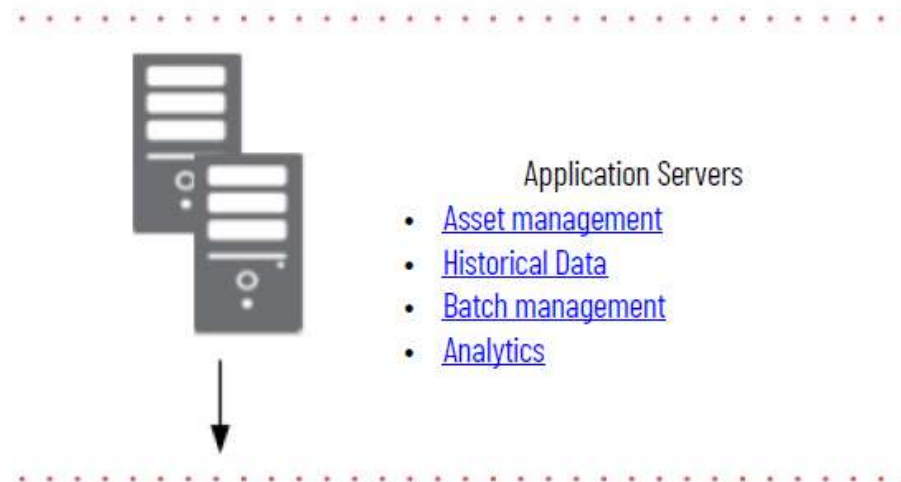 Application Servers
• Asset management
• Historical Data
• Batch management
• Analytics